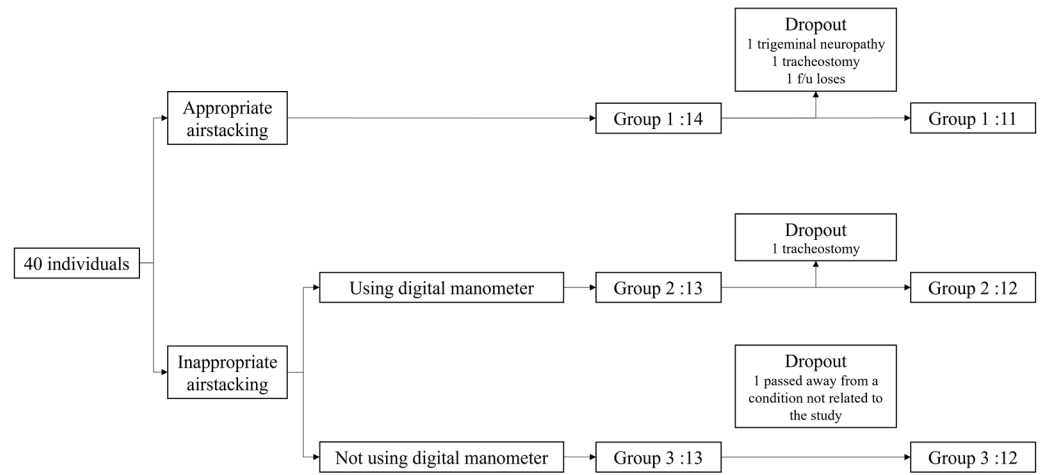 Dropout
1 trigeminal neuropathy
1 tracheostomy
1 f/u loses
Appropriate
airstacking
Group 1 :14
Group 1 :11
40 individuals
Dropout
1 tracheostomy
Using digital manometer
Group 2 :13
Group 2 :12
Inappropriate
airstacking
Dropout
1 passed away from a
condition not related to
the study
Not using digital manometer
Group 3 :13
Group 3 :12